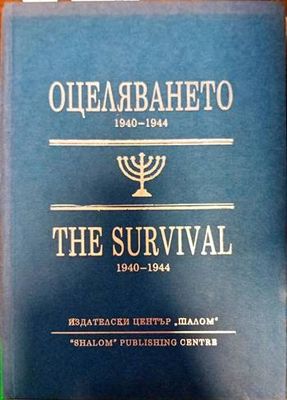 ОЦЕЛЯВАНЕТО
1940–1944
THE SURVIVAL
1940–1944
ИЗДАТЕЛСКИ ЦЕНТЪР „ШАЛОМ“
"SHALOM" PUBLISHING CENTRE